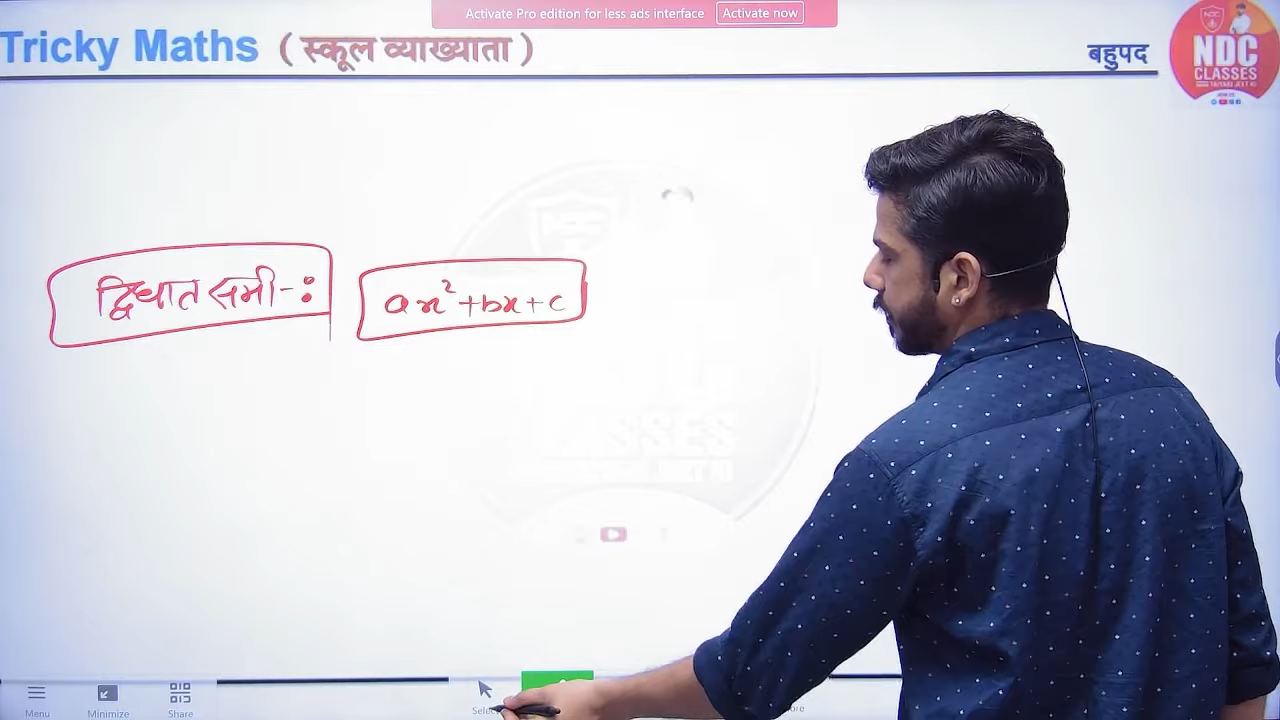 Activate Pro edition for less ads interface Activate now
Tricky Maths ( स्कूल व्याख्याता )
बहुपद
NDC
CLASSES
द्विघात समी-:
ax²+bx+c
Menu
Minimize
Share